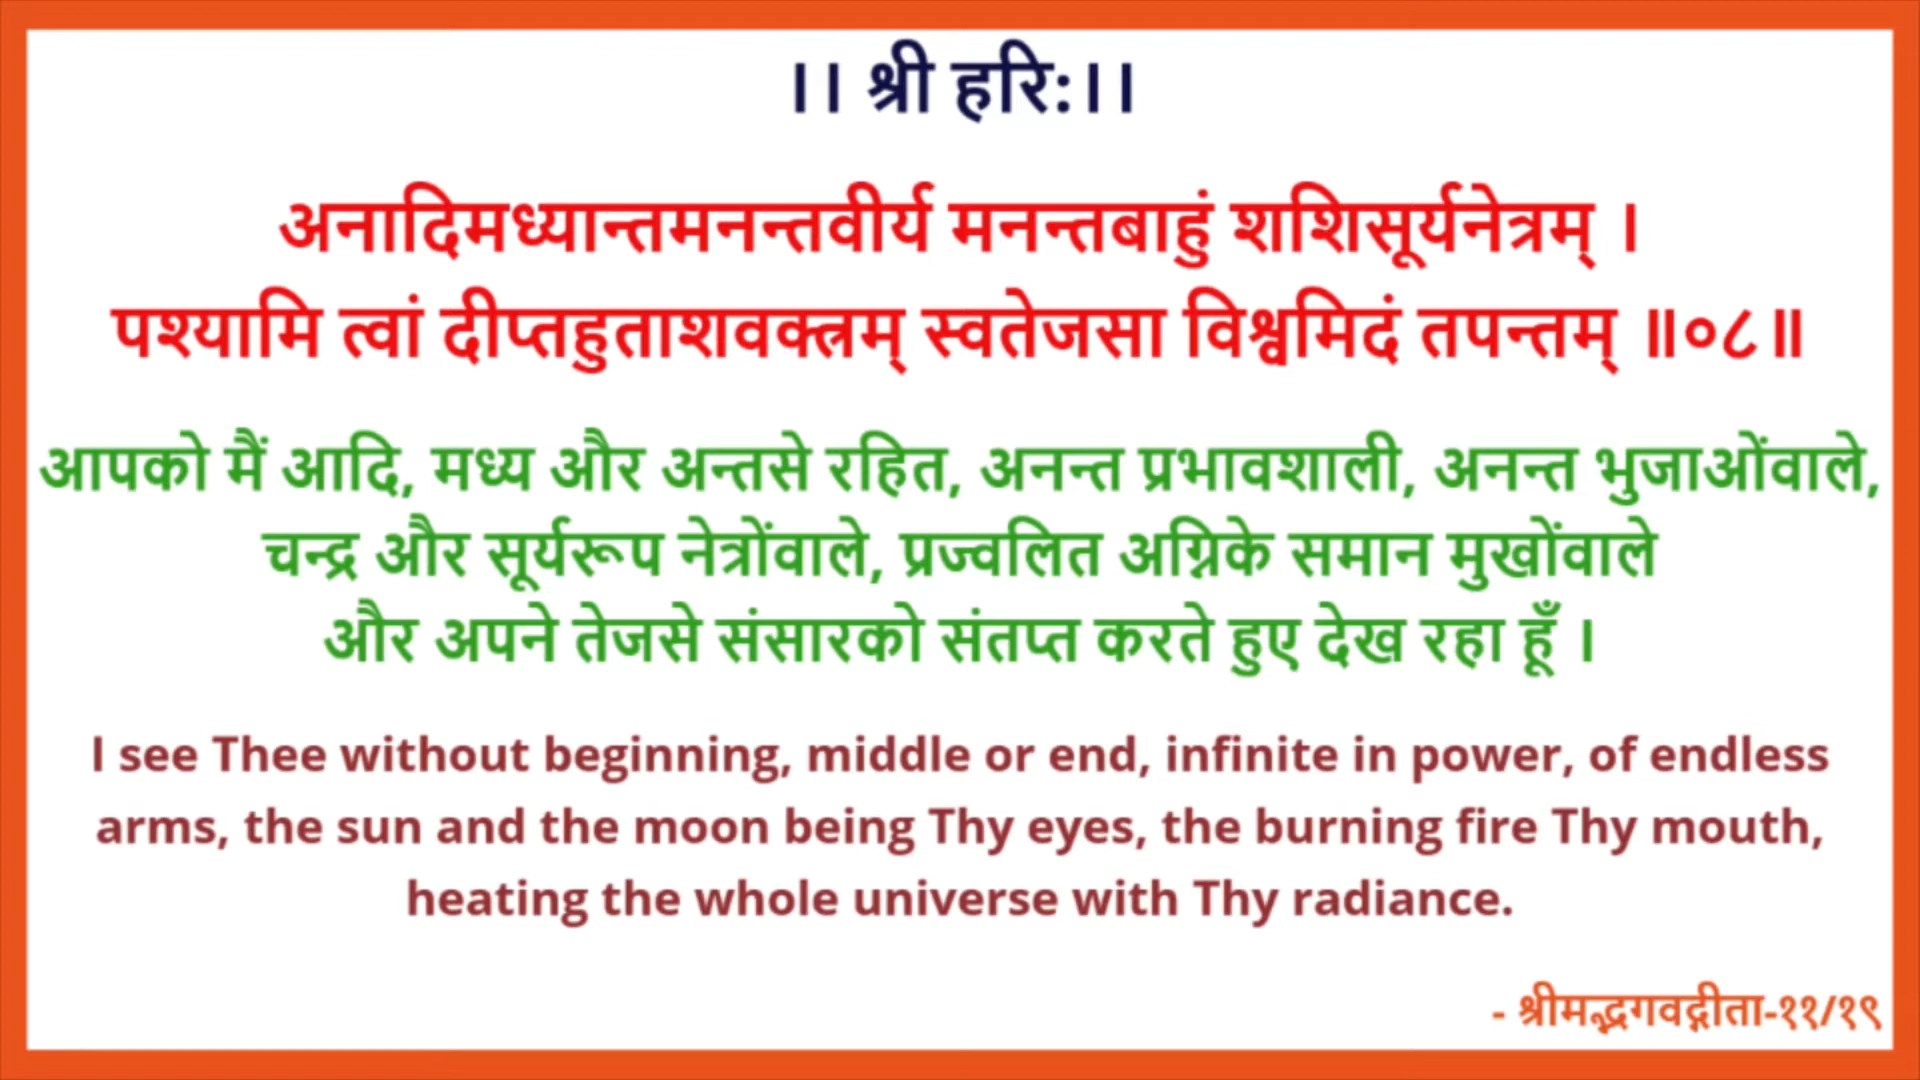 ।। श्री हरि:।।
अनादिमध्यान्तमनन्तवीर्य मनन्तबाहुं शशिसूर्यनेत्रम् ।
पश्यामि त्वां दीप्तहुताशवक्त्रम् स्वतेजसा विश्वमिदं तपन्तम् ॥०८॥
आपको मैं आदि, मध्य और अन्तसे रहित, अनन्त प्रभावशाली, अनन्त भुजाओंवाले,
चन्द्र और सूर्यरूप नेत्रोंवाले, प्रज्वलित अग्निके समान मुखोंवाले
और अपने तेजसे संसारको संतप्त करते हुए देख रहा हूँ ।
I see Thee without beginning, middle or end, infinite in power, of endless
arms, the sun and the moon being Thy eyes, the burning fire Thy mouth,
heating the whole universe with Thy radiance.
- श्रीमद्भगवद्गीता-११/१९